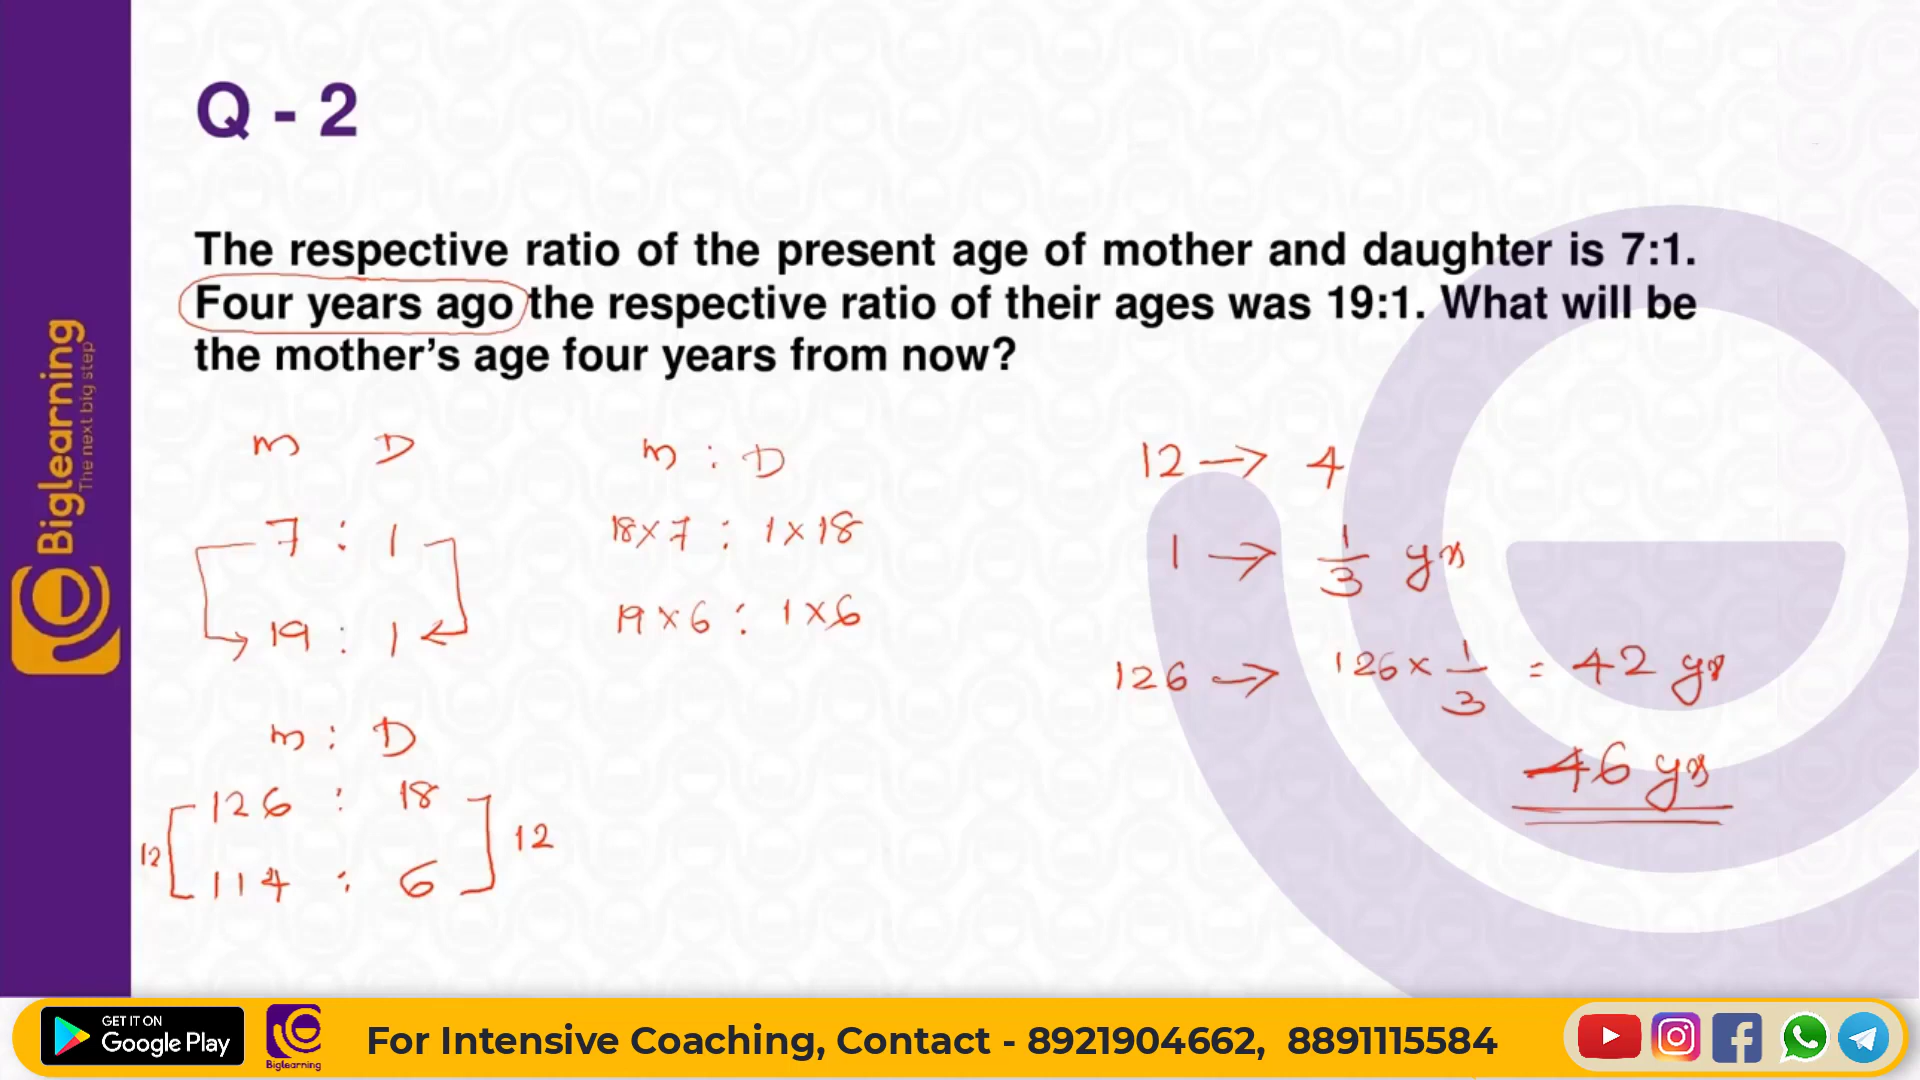 Q - 2
The respective ratio of the present age of mother and daughter is 7:1.
Four years ago the respective ratio of their ages was 19:1. What will be
the mother's age four years from now?
m D
7 : 1
19 : 1
m : D
126 : 18
114 : 6
12
12
m : D
18 x 7 : 1 x 18
19 x 6 : 1 x 6
12 → 4
1 → 1/3 yrs
126 → 126 x 1/3 = 42 yrs
46 yrs
Biglearning
The next big step
GET IT ON
Google Play
Biglearning
For Intensive Coaching, Contact - 8921904662, 8891115584